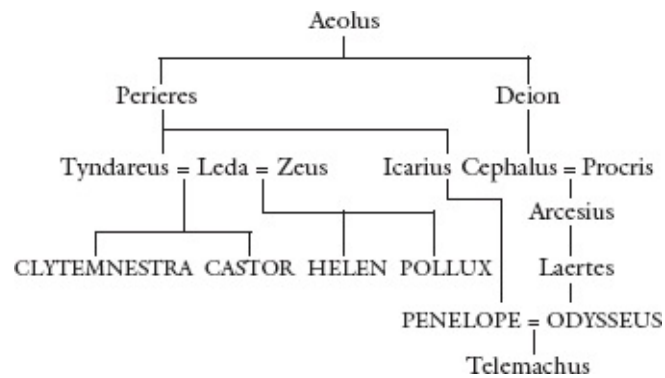 Aeolus
Perieres Deion
Tyndareus = Leda = Zeus Icarius Cephalus = Procris
Arcesius
CLYTEMNESTRA CASTOR HELEN POLLUX Laertes
PENELOPE = ODYSSEUS
Telemachus